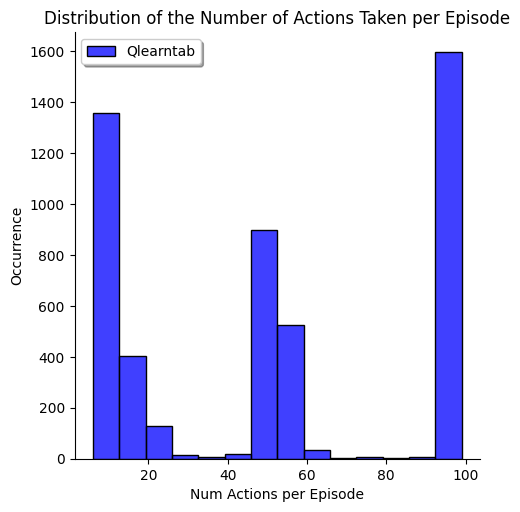 Distribution of the Number of Actions Taken per Episode
Qlearntab
1600
1400
1200
1000
800
600
400
200
0
Occurrence
20 40 60 80 100
Num Actions per Episode